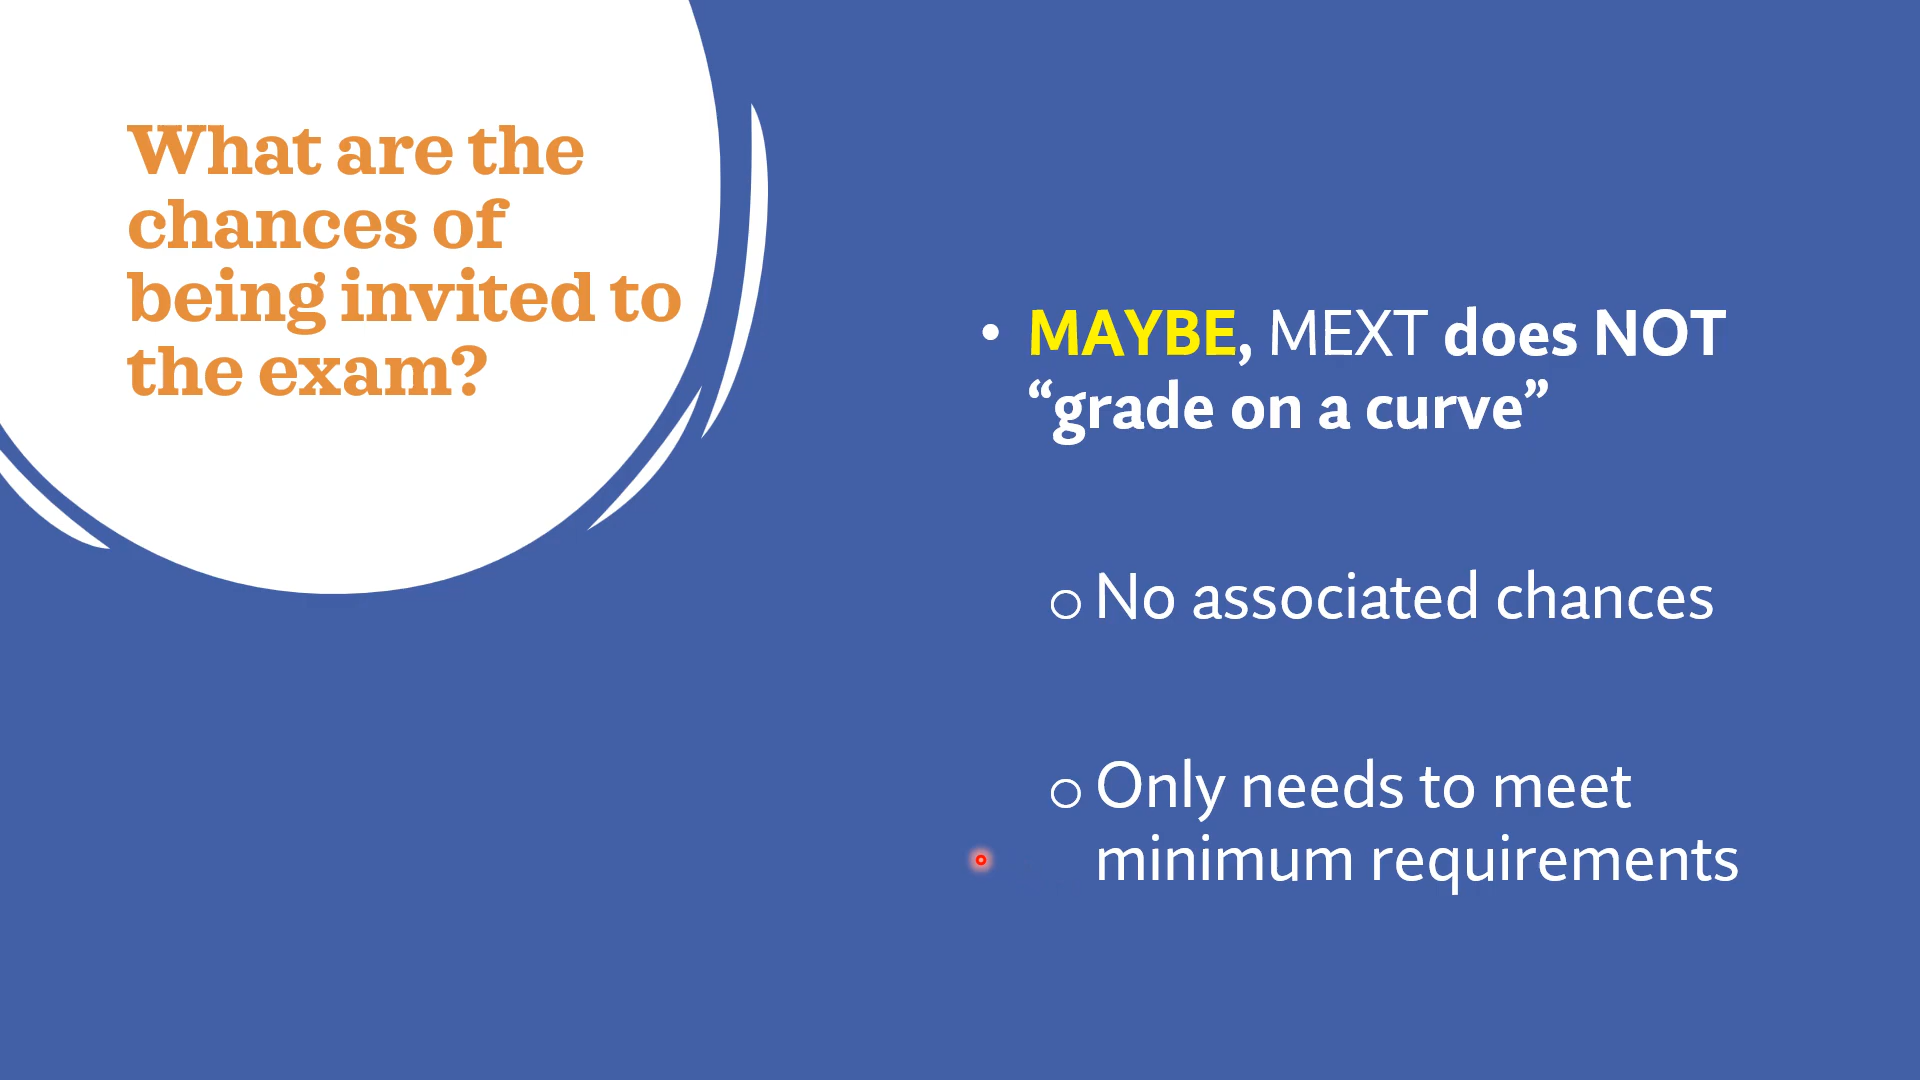 What are the
chances of
being invited to
the exam?
• MAYBE, MEXT does NOT
“grade on a curve”
o No associated chances
o Only needs to meet
minimum requirements